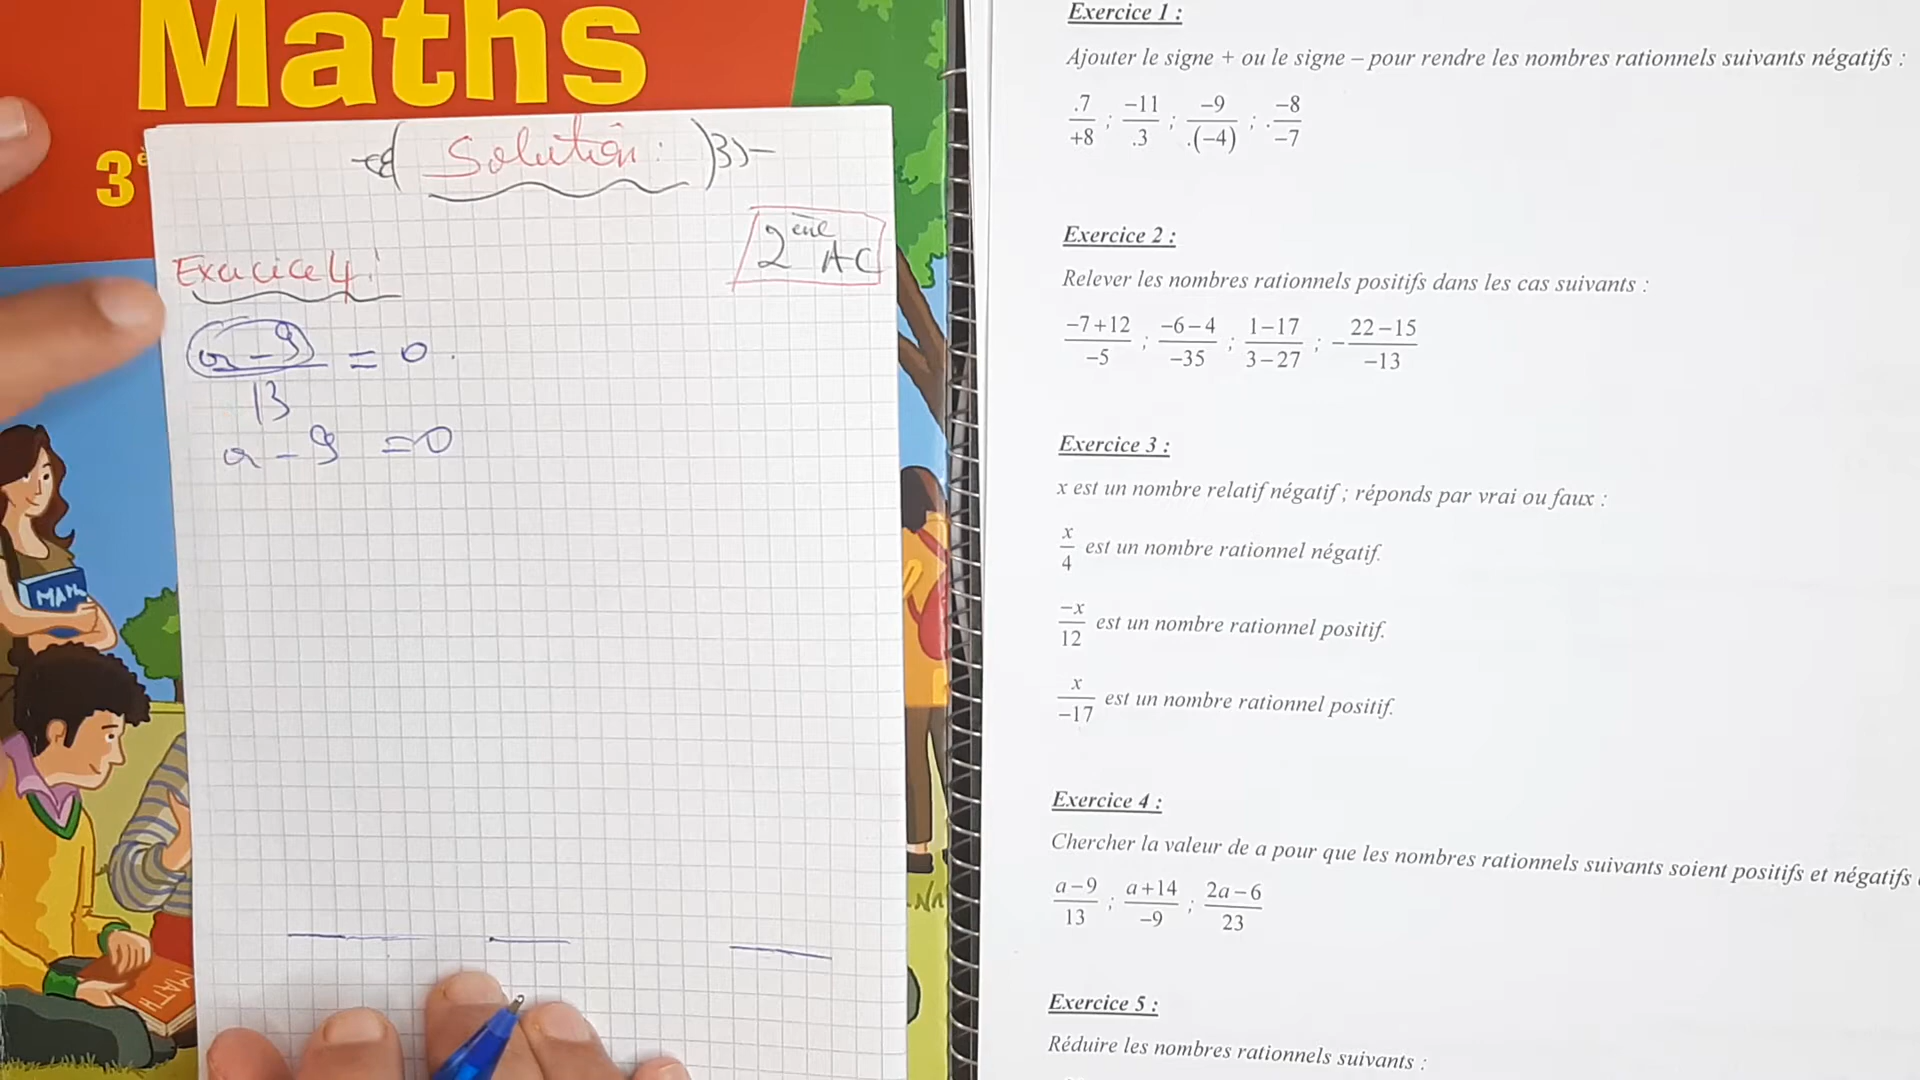 Maths
3è
Solution :
2ème AC
Exercice 4 :
a - 9 / 13 = 0
a - 9 = 0
MATH
MATH
Exercice 1 :
Ajouter le signe + ou le signe – pour rendre les nombres rationnels suivants négatifs :
.7/+8 ; −11/.3 ; −9/.(−4) ; .−8/−7
Exercice 2 :
Relever les nombres rationnels positifs dans les cas suivants :
−7+12/−5 ; −6−4/−35 ; 1−17/3−27 ; −22−15/−13
Exercice 3 :
x est un nombre relatif négatif ; réponds par vrai ou faux :
x/4 est un nombre rationnel négatif.
−x/12 est un nombre rationnel positif.
x/−17 est un nombre rationnel positif.
Exercice 4 :
Chercher la valeur de a pour que les nombres rationnels suivants soient positifs et négatifs
a−9/13 ; a+14/−9 ; 2a−6/23
Exercice 5 :
Réduire les nombres rationnels suivants :